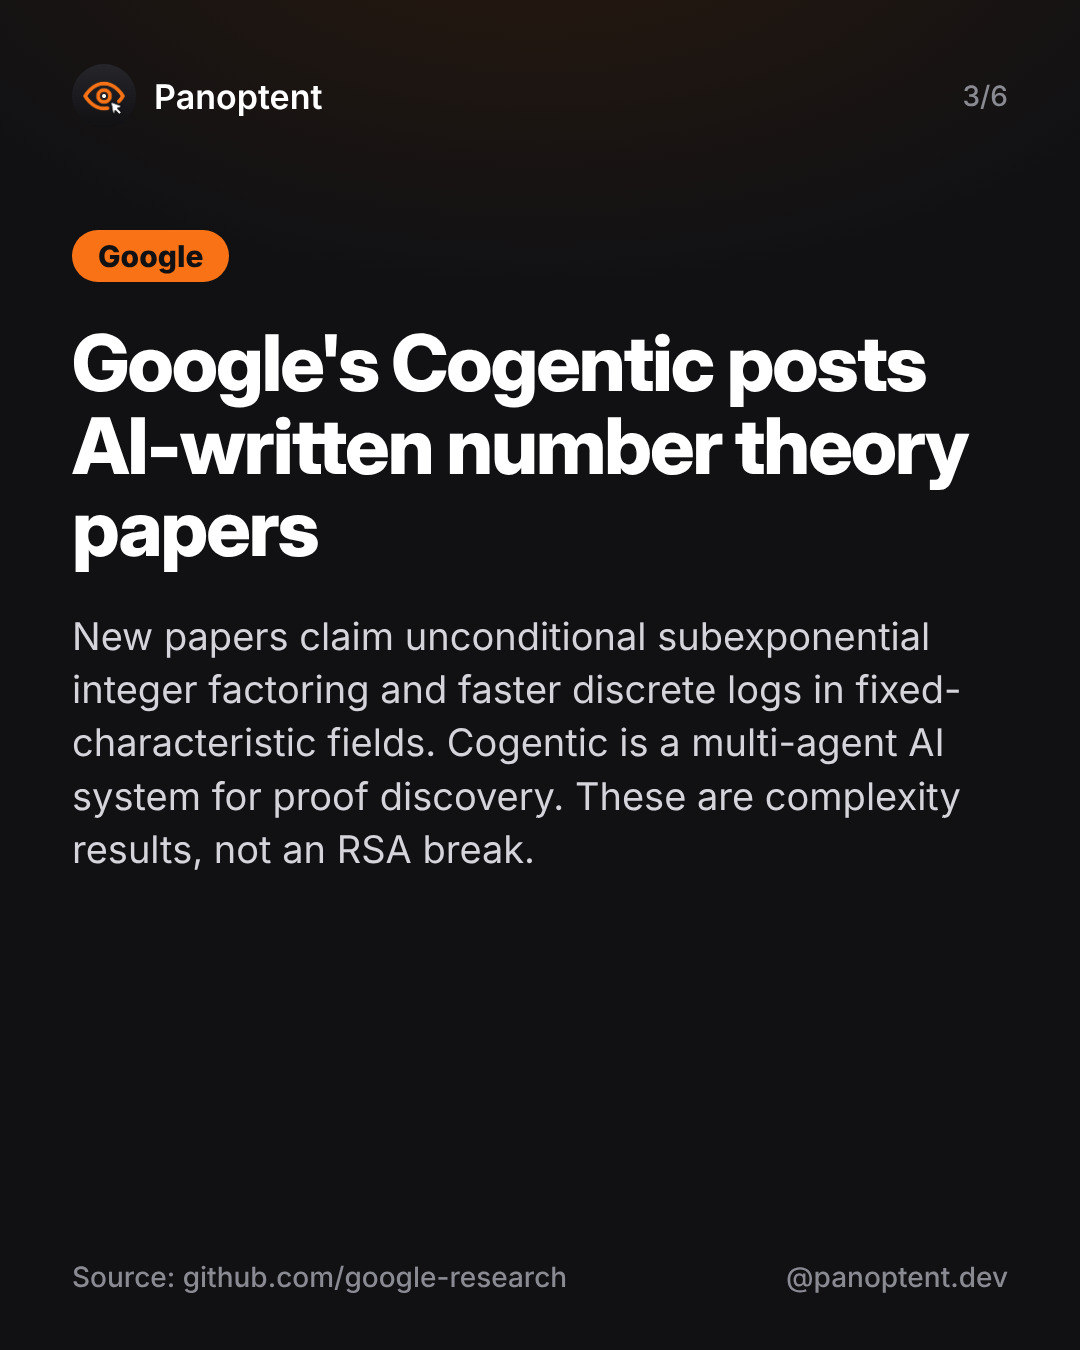 Panoptent
3/6
Google
Google's Cogentic posts
AI-written number theory
papers
New papers claim unconditional subexponential
integer factoring and faster discrete logs in fixed-
characteristic fields. Cogentic is a multi-agent AI
system for proof discovery. These are complexity
results, not an RSA break.
Source: github.com/google-research
@panoptent.dev